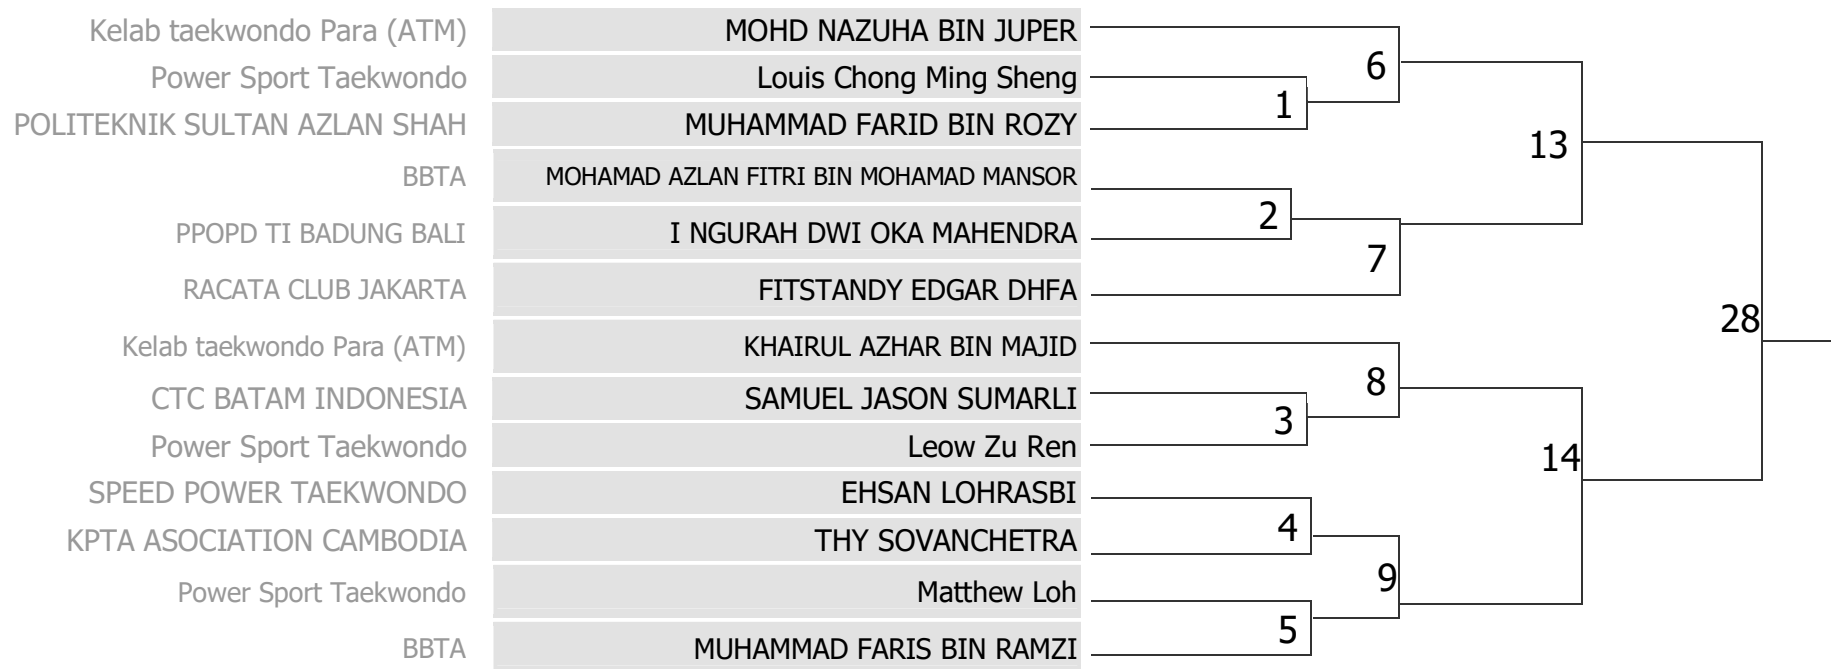 Kelab taekwondo Para (ATM) MOHD NAZUHA BIN JUPER
6
Power Sport Taekwondo Louis Chong Ming Sheng
1
POLITEKNIK SULTAN AZLAN SHAH MUHAMMAD FARID BIN ROZY
13
BBTA MOHAMAD AZLAN FITRI BIN MOHAMAD MANSOR
2
PPOPD TI BADUNG BALI I NGURAH DWI OKA MAHENDRA
7
RACATA CLUB JAKARTA FITSTANDY EDGAR DHFA
28
Kelab taekwondo Para (ATM) KHAIRUL AZHAR BIN MAJID
8
CTC BATAM INDONESIA SAMUEL JASON SUMARLI
3
Power Sport Taekwondo Leow Zu Ren
14
SPEED POWER TAEKWONDO EHSAN LOHRASBI
4
KPTA ASOCIATION CAMBODIA THY SOVANCHETRA
9
Power Sport Taekwondo Matthew Loh
5
BBTA MUHAMMAD FARIS BIN RAMZI